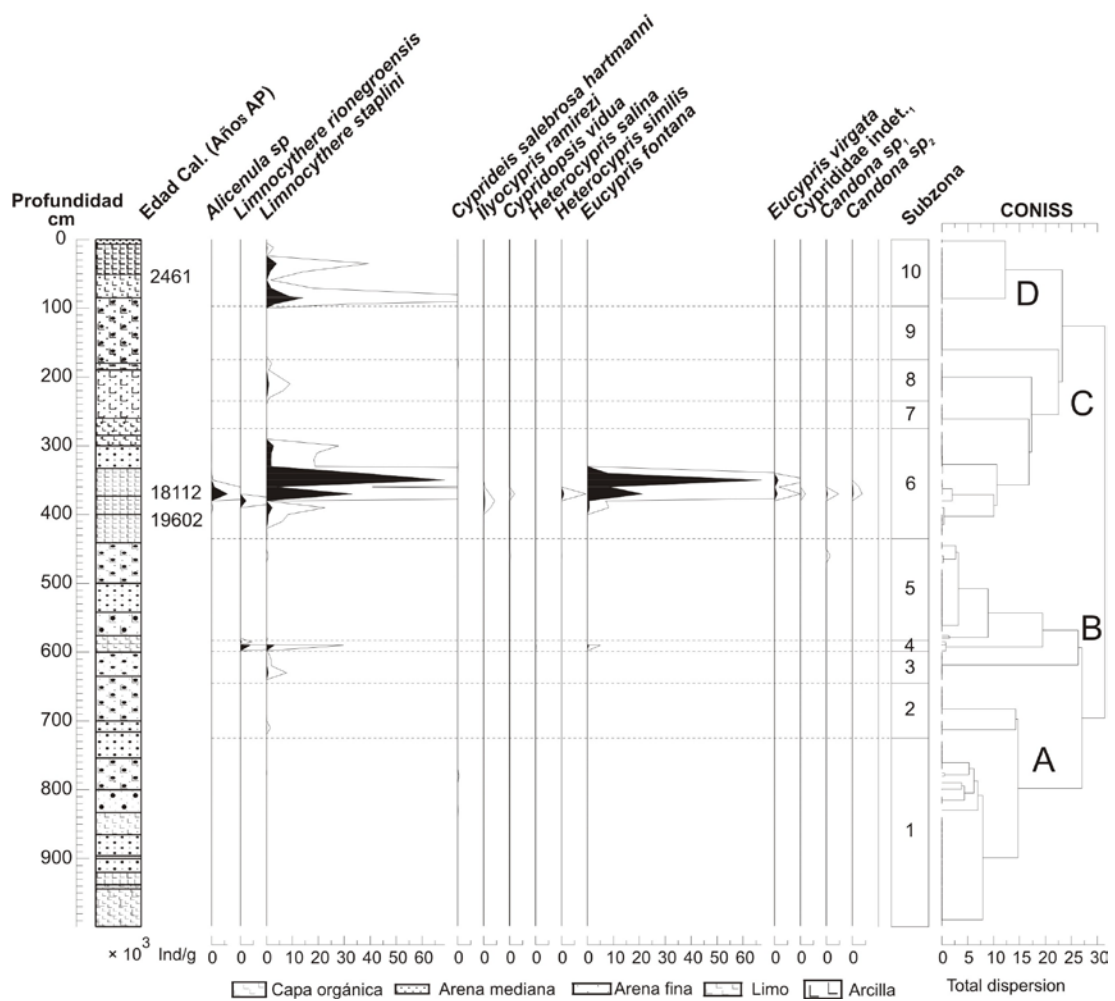 Profundidad
cm
Edad Cal. (Años AP)
Alicenula sp
Limnocythere rionegroensis
Limnocythere staplini
Cyprideis salebrosa hartmanni
Ilyocypris ramirezi
Cypridopsis vidua
Heterocypris salina
Heterocypris similis
Eucypris fontana
Eucypris virgata
Cyprididae indet.₁
Candona sp₁
Candona sp₂
Subzona
CONISS
0
100
200
300
400
500
600
700
800
900
2461
18112
19602
10
9
8
7
6
5
4
3
2
1
D
C
B
A
× 10³ Ind/g
0 0 0 10 20 30 40 50 60 0 0 0 0 0 0 10 20 30 40 50 60 0 0 0 0
0 5 10 15 20 25 30
Total dispersion
Capa orgánica Arena mediana Arena fina Limo Arcilla